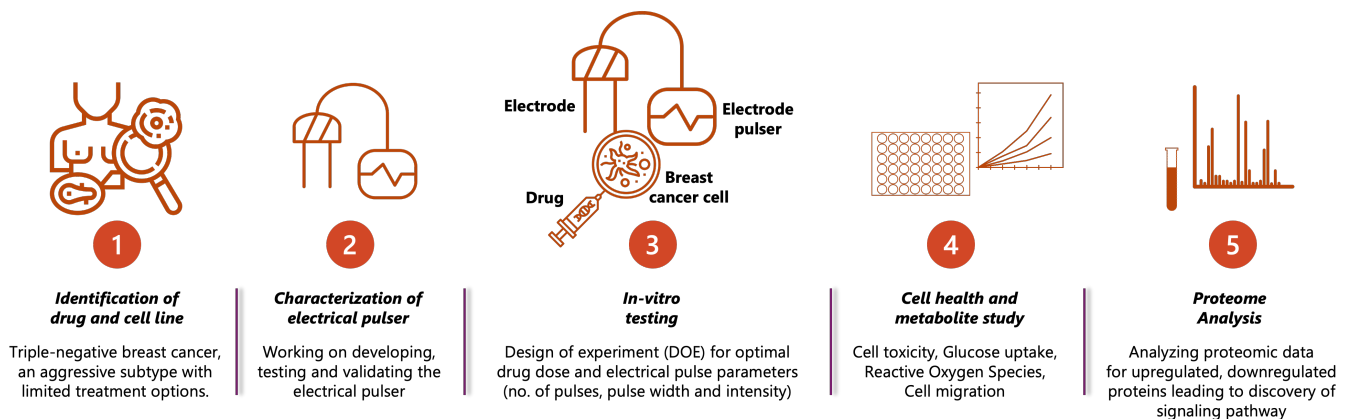 Electrode
Electrode
pulser
Drug
Breast
cancer cell
1
2
3
4
5
Identification of
drug and cell line
Triple-negative breast cancer,
an aggressive subtype with
limited treatment options.
Characterization of
electrical pulser
Working on developing,
testing and validating the
electrical pulser
In-vitro
testing
Design of experiment (DOE) for optimal
drug dose and electrical pulse parameters
(no. of pulses, pulse width and intensity)
Cell health and
metabolite study
Cell toxicity, Glucose uptake,
Reactive Oxygen Species,
Cell migration
Proteome
Analysis
Analyzing proteomic data
for upregulated, downregulated
proteins leading to discovery of
signaling pathway